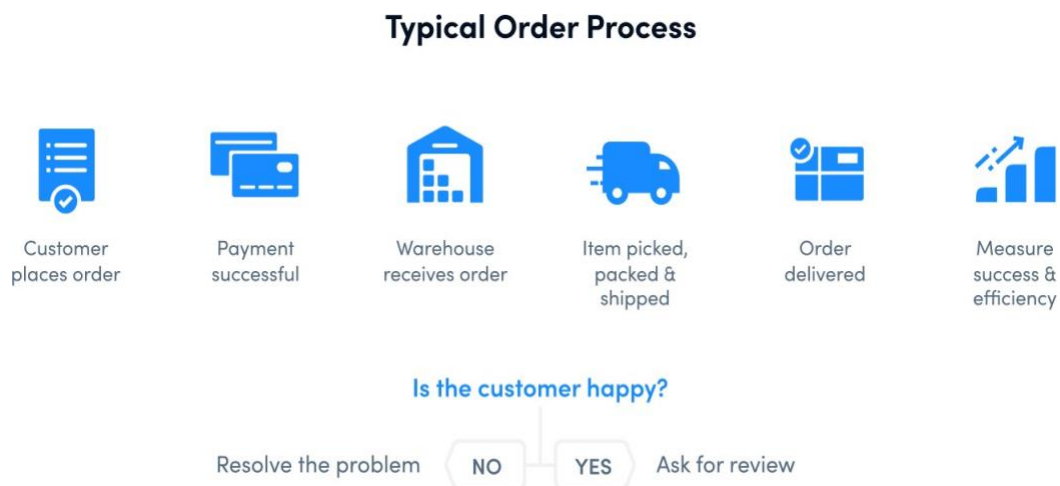 Typical Order Process
Customer
places order
Payment
successful
Warehouse
receives order
Item picked,
packed &
shipped
Order
delivered
Measure
success &
efficiency
Is the customer happy?
Resolve the problem NO YES Ask for review